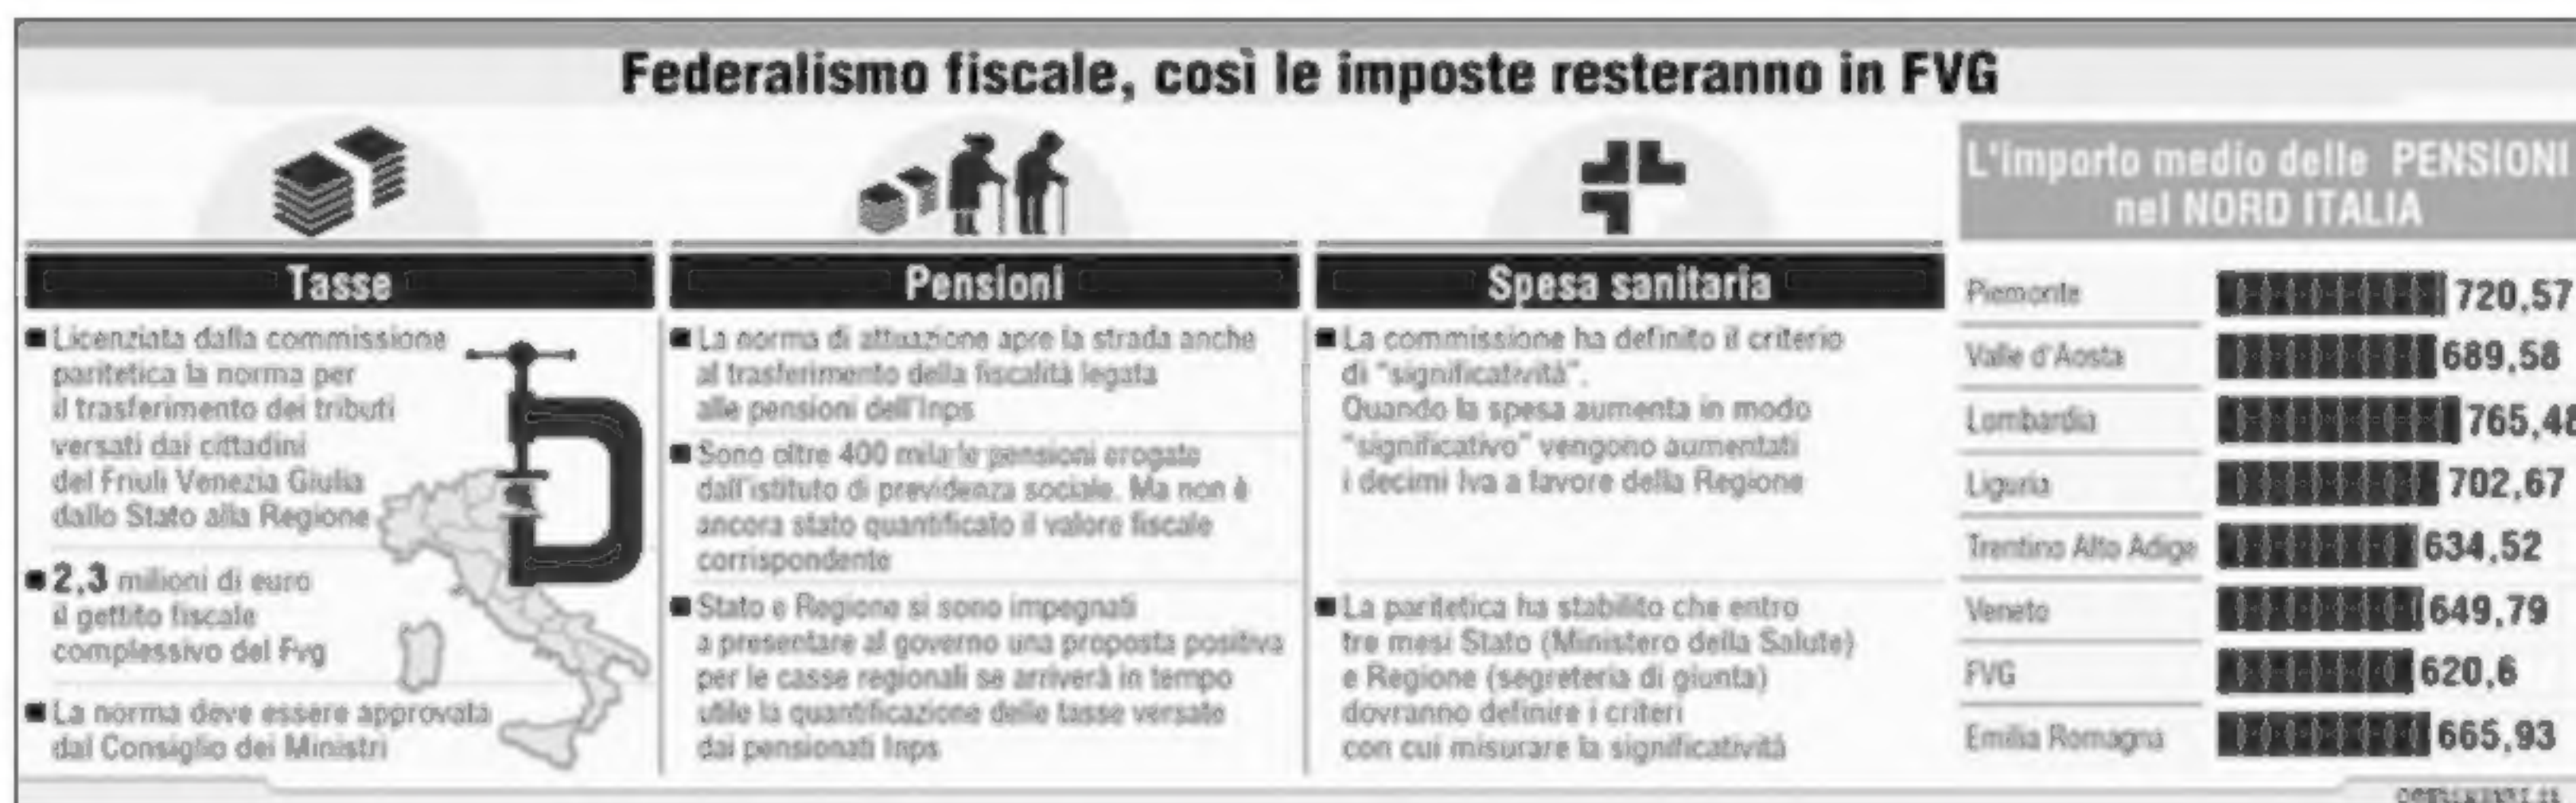 Federalismo fiscale, così le imposte resteranno in FVG
Tasse
■ Licenziata dalla commissione
paritetica la norma per
il trasferimento dei tributi
versati dai cittadini
del Friuli Venezia Giulia
dallo Stato alla Regione
■ 2,3 milioni di euro
il gettito fiscale
complessivo del Fvg
■ La norma deve essere approvata
dal Consiglio dei Ministri
Pensioni
■ La norma di attuazione apre la strada anche
al trasferimento della fiscalità legata
alle pensioni dell'Inps
■ Sono oltre 400 mila le pensioni erogate
dall'istituto di previdenza sociale. Ma non è
ancora stato quantificato il valore fiscale
corrispondente
■ Stato e Regione si sono impegnati
a presentare al governo una proposta positiva
per le casse regionali se arriverà in tempo
utile la quantificazione delle tasse versate
dai pensionati Inps
Spesa sanitaria
■ La commissione ha definito il criterio
di "significatività".
Quando la spesa aumenta in modo
"significativo" vengono aumentati
i decimi Iva a favore della Regione
■ La paritetica ha stabilito che entro
tre mesi Stato (Ministero della Salute)
e Regione (segreteria di giunta)
dovranno definire i criteri
con cui misurare la significatività
L'importo medio delle PENSIONI
nel NORD ITALIA
Piemonte 720,57
Valle d'Aosta 689,58
Lombardia 765,48
Liguria 702,67
Trentino Alto Adige 634,52
Veneto 649,79
FVG 620,6
Emilia Romagna 665,93